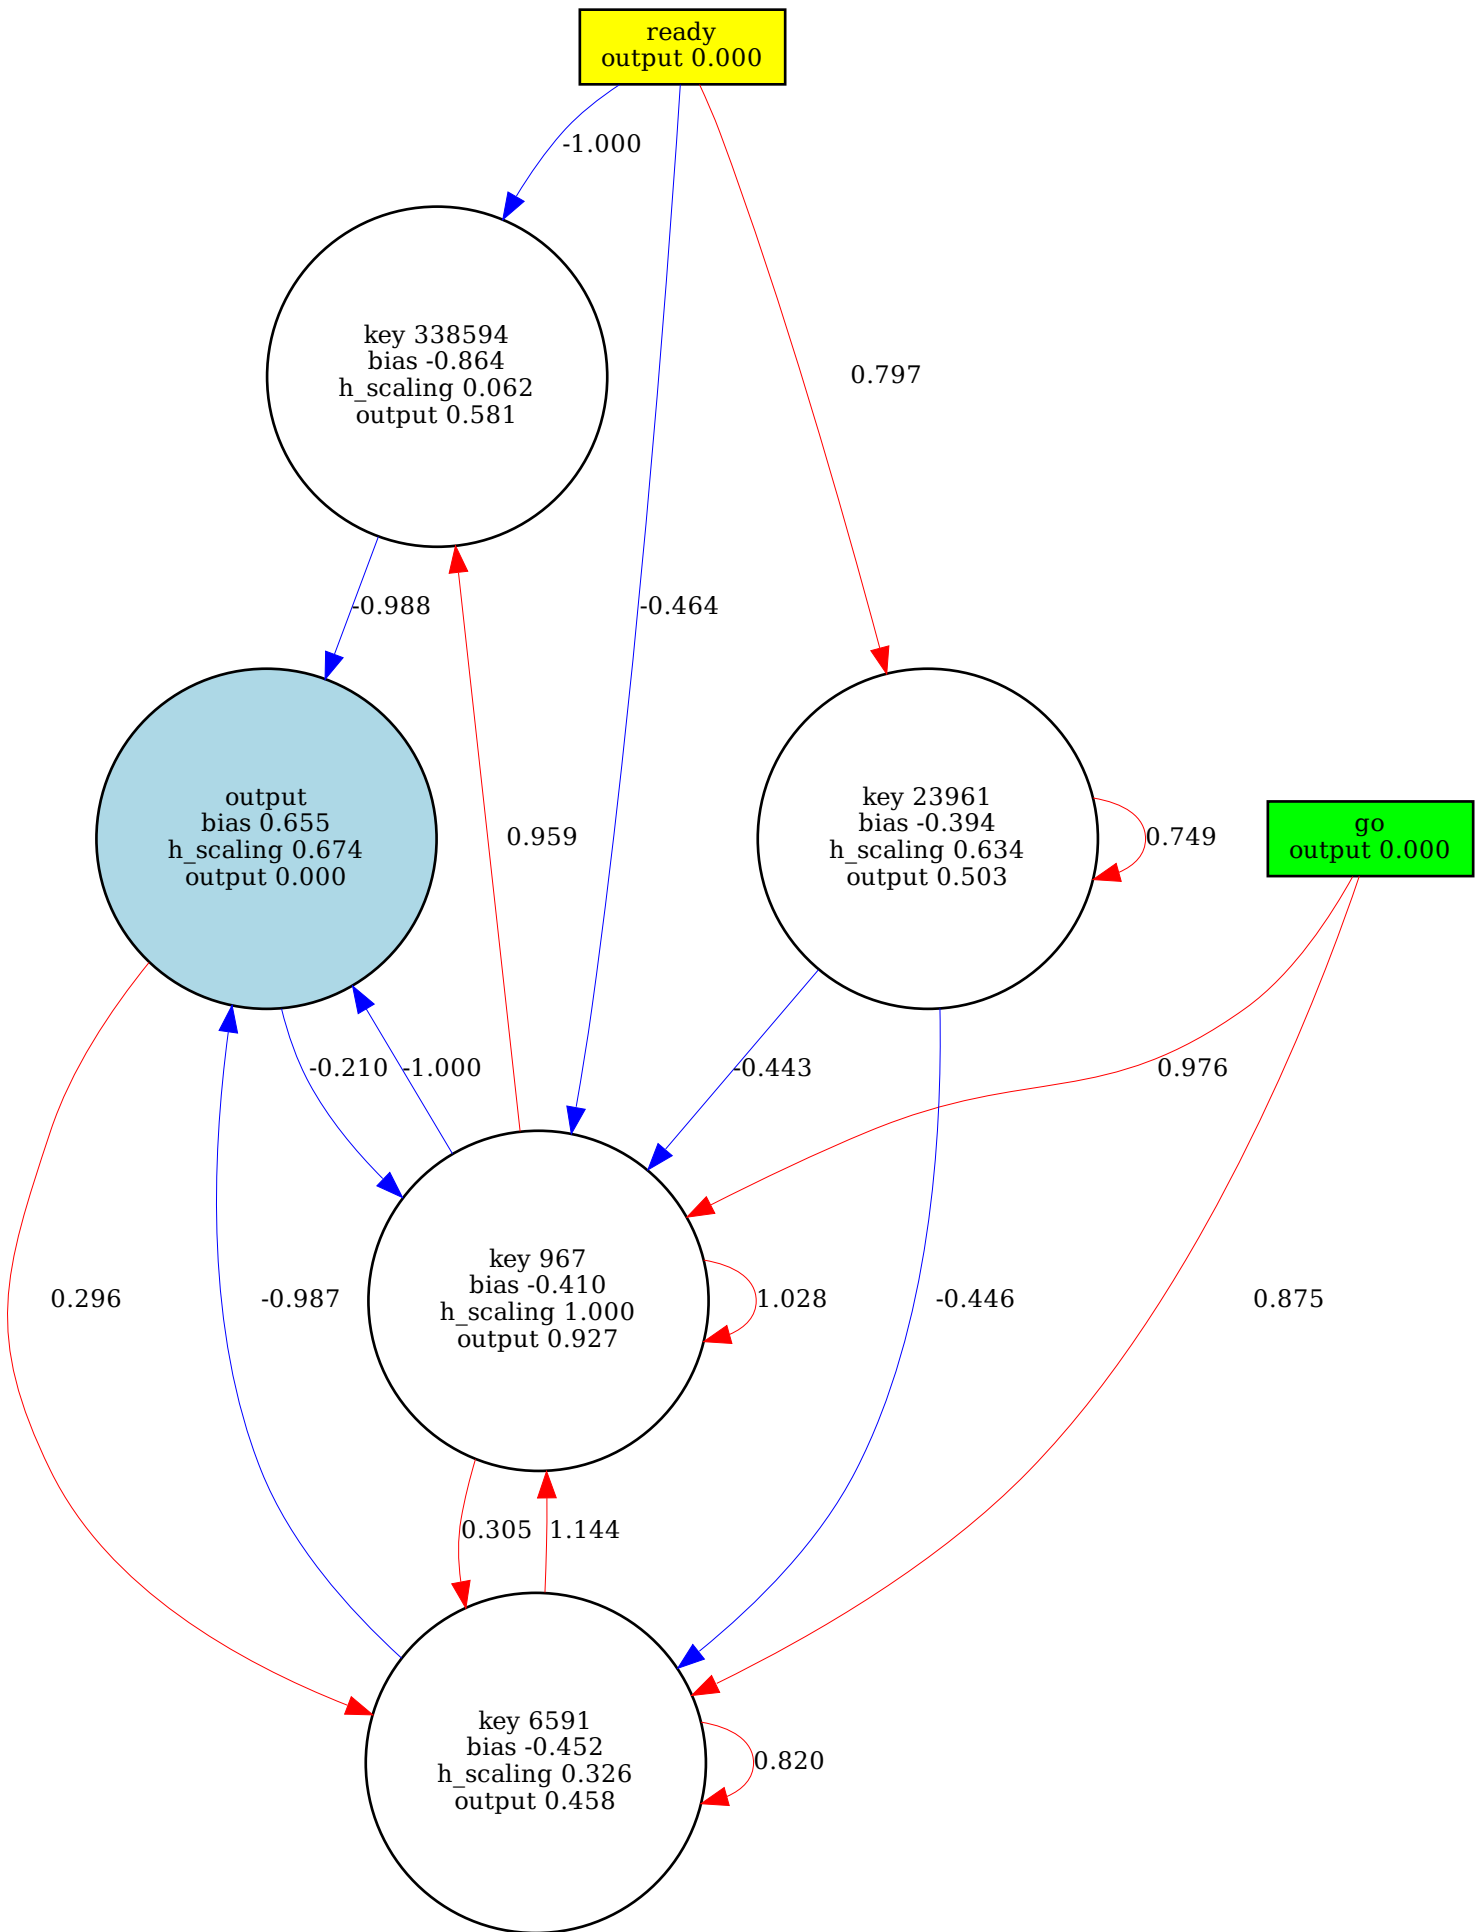 ready
output 0.000
-1.000
key 338594
bias -0.864
h_scaling 0.062
output 0.581
0.797
-0.988
-0.464
output
bias 0.655
h_scaling 0.674
output 0.000
0.959
key 23961
bias -0.394
h_scaling 0.634
output 0.503
0.749
go
output 0.000
-0.210
-1.000
-0.443
0.976
0.296
-0.987
key 967
bias -0.410
h_scaling 1.000
output 0.927
1.028
-0.446
0.875
0.305
1.144
key 6591
bias -0.452
h_scaling 0.326
output 0.458
0.820